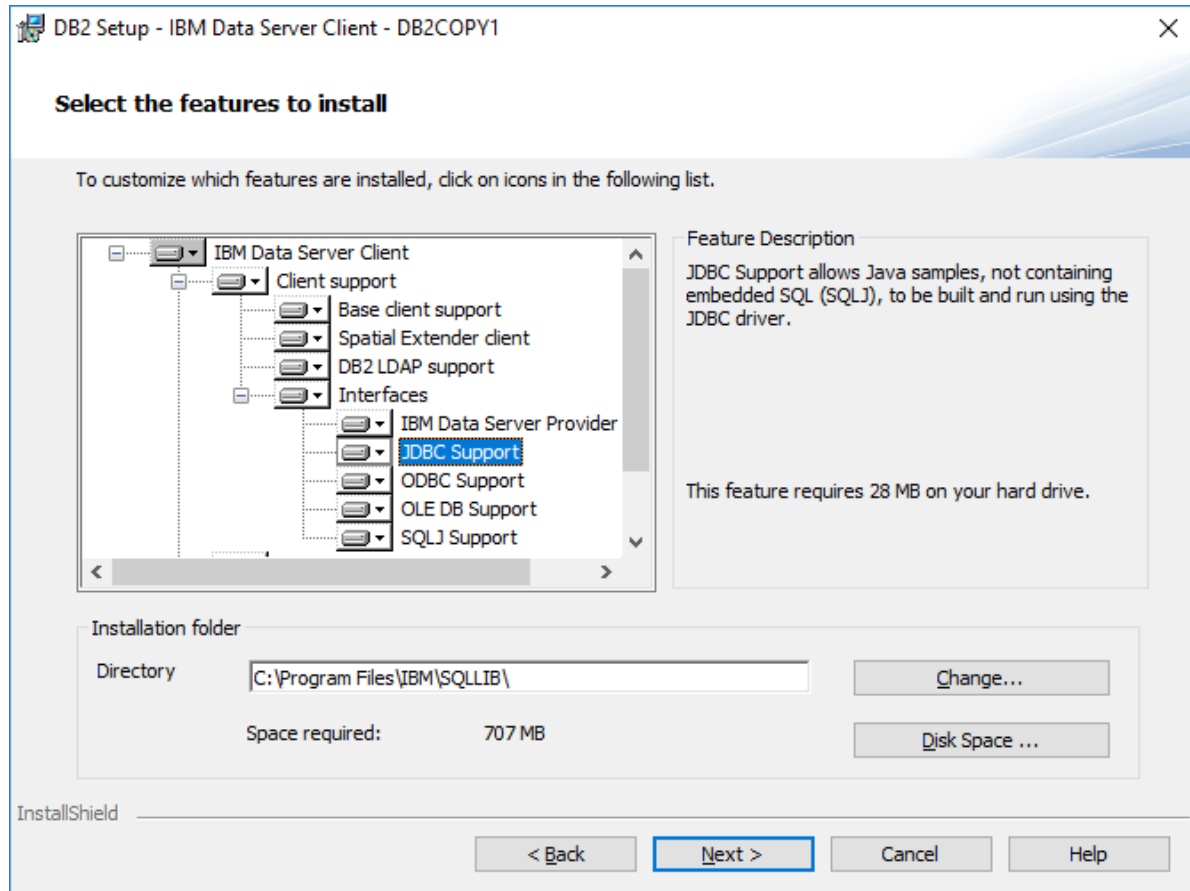 DB2 Setup - IBM Data Server Client - DB2COPY1
Select the features to install
To customize which features are installed, click on icons in the following list.
IBM Data Server Client
Client support
Base client support
Spatial Extender client
DB2 LDAP support
Interfaces
IBM Data Server Provider
JDBC Support
ODBC Support
OLE DB Support
SQLJ Support
Feature Description
JDBC Support allows Java samples, not containing
embedded SQL (SQLJ), to be built and run using the
JDBC driver.
This feature requires 28 MB on your hard drive.
Installation folder
Directory
C:\Program Files\IBM\SQLLIB\
Change...
Space required: 707 MB
Disk Space ...
InstallShield
< Back
Next >
Cancel
Help